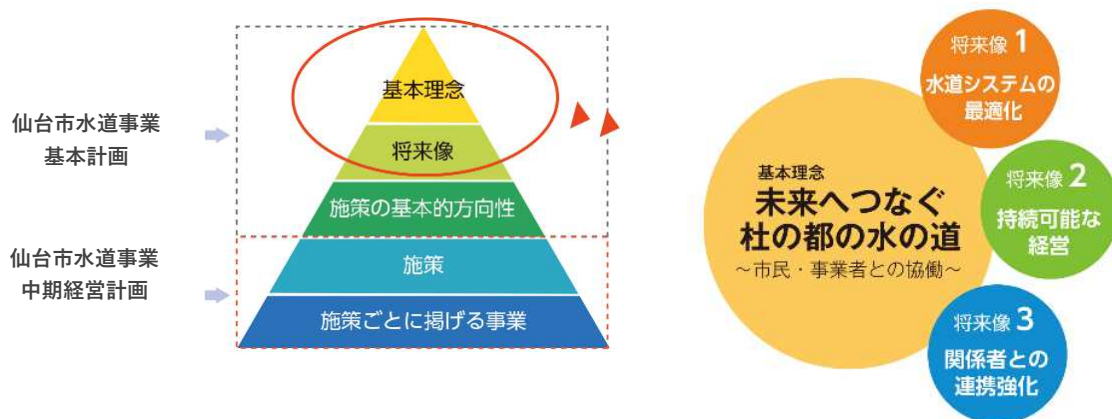 仙台市水道事業
基本計画
仙台市水道事業
中期経営計画
基本理念
将来像
施策の基本的方向性
施策
施策ごとに掲げる事業
基本理念
未来へつなぐ
杜の都の水の道
～市民・事業者との協働～
将来像 1
水道システムの
最適化
将来像 2
持続可能な
経営
将来像 3
関係者との
連携強化